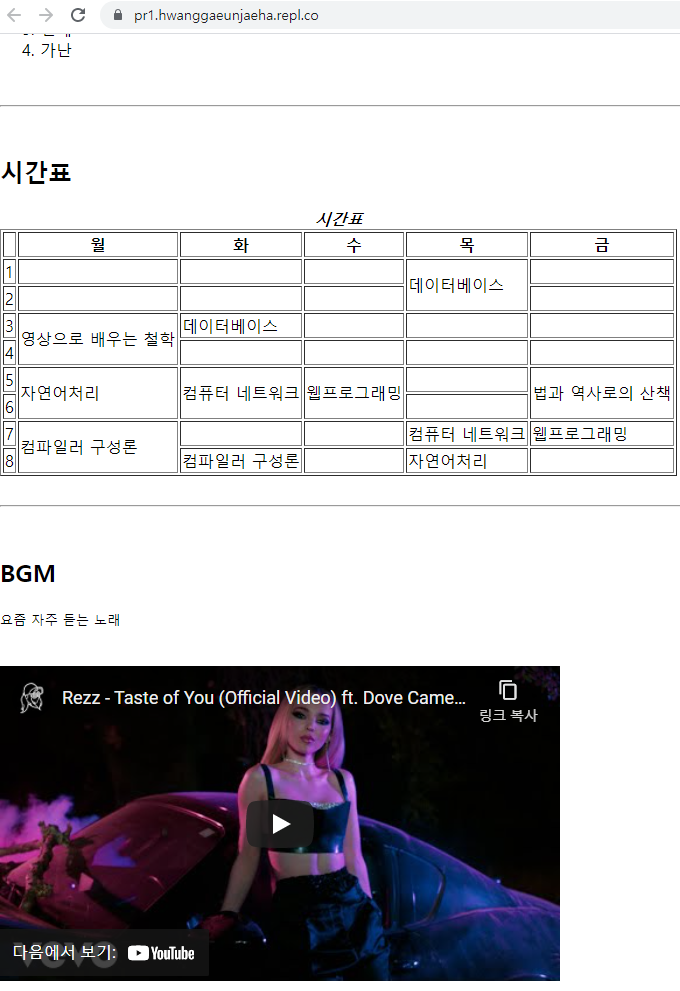 pr1.hwanggaeunjaeha.repl.co
4. 가난
시간표
시간표
월 화 수 목 금
1 데이터베이스
2
3 영상으로 배우는 철학 데이터베이스
4
5 자연어처리 컴퓨터 네트워크 웹프로그래밍 법과 역사로의 산책
6
7 컴파일러 구성론 컴퓨터 네트워크 웹프로그래밍
8 컴파일러 구성론 자연어처리
BGM
요즘 자주 듣는 노래
Rezz - Taste of You (Official Video) ft. Dove Came…
링크 복사
다음에서 보기: YouTube
vevo